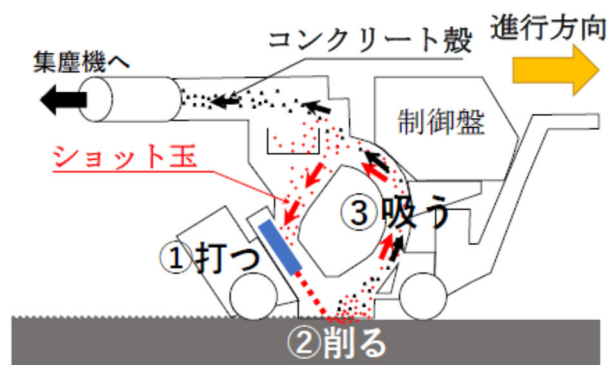 進行方向
コンクリート殻
集塵機へ
制御盤
ショット玉
③吸う
①打つ
②削る